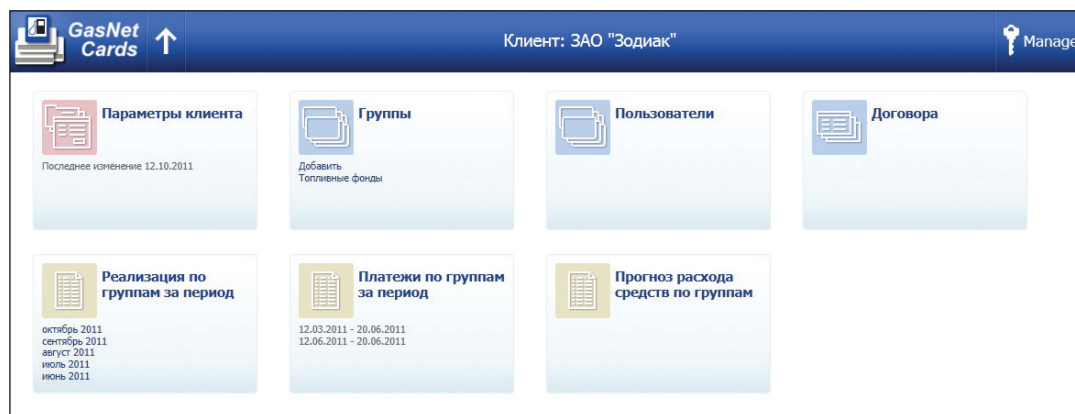 GasNet
Cards
Клиент: ЗАО "Зодиак"
Параметры клиента
Последнее изменение 12.10.2011
Группы
Добавить
Топливные фонды
Пользователи
Договора
Реализация по
группам за период
октябрь 2011
сентябрь 2011
август 2011
июль 2011
июнь 2011
Платежи по группам
за период
12.03.2011 - 20.06.2011
12.06.2011 - 20.06.2011
Прогноз расхода
средств по группам